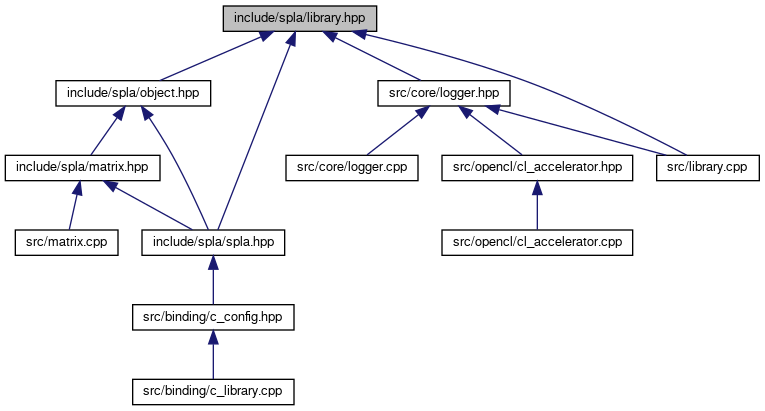 include/spla/library.hpp
include/spla/object.hpp
src/core/logger.hpp
include/spla/matrix.hpp
src/core/logger.cpp
src/opencl/cl_accelerator.hpp
src/library.cpp
src/matrix.cpp
include/spla/spla.hpp
src/opencl/cl_accelerator.cpp
src/binding/c_config.hpp
src/binding/c_library.cpp